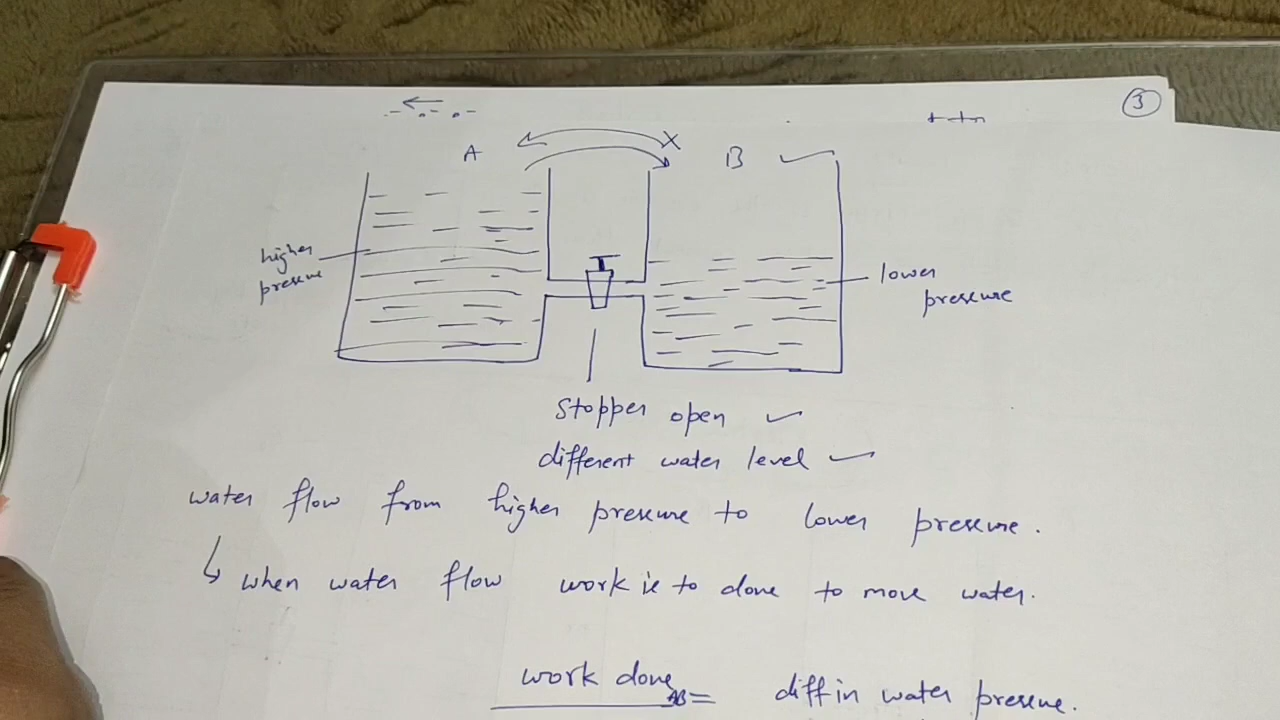 3
A
B
higher
pressure
lower
pressure
Stopper open
different water level
water flow from higher pressure to lower pressure.
when water flow work is to done to move water.
work done AB = diff in water pressure.